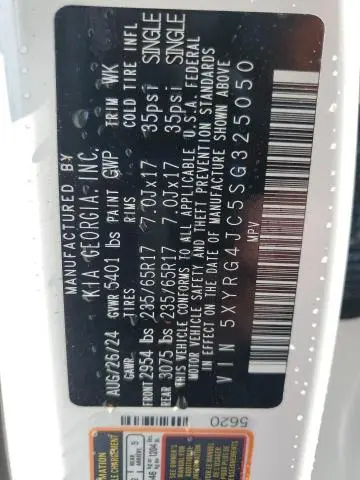 MANUFACTURED BY
KIA GEORGIA, INC.
AUG/26/24 GVWR 5401 lbs PAINT GWP TRIM WK
GAWR TIRES RIMS COLD TIRE INFL
FRONT 2954 lbs 235/65R17 7.0Jx17 35psi SINGLE
REAR 3075 lbs 235/65R17 7.0Jx17 35psi SINGLE
THIS VEHICLE CONFORMS TO ALL APPLICABLE U.S.A. FEDERAL
MOTOR VEHICLE SAFETY AND THEFT PREVENTION STANDARDS
IN EFFECT ON THE DATE OF MANUFACTURE SHOWN ABOVE
VIN 5XYRG4JC5SG325050
MPV
5620